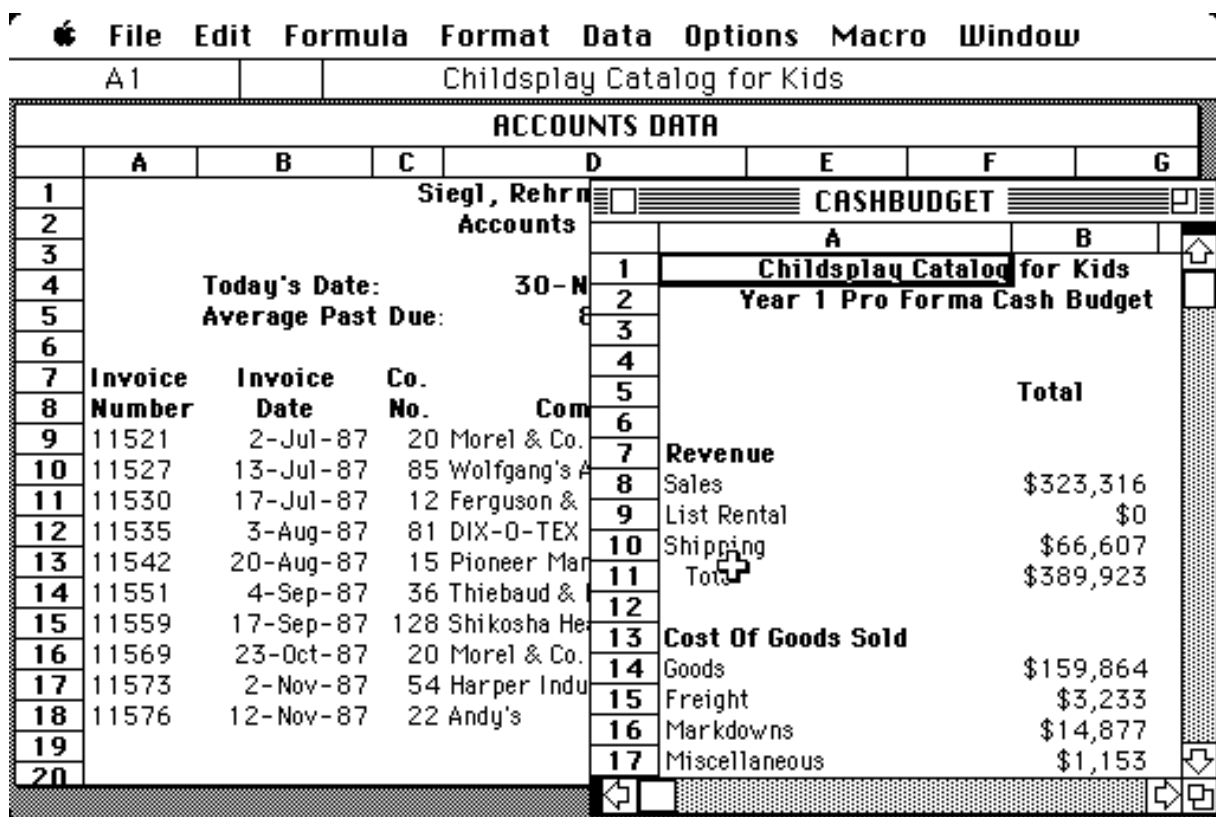 File Edit Formula Format Data Options Macro Window
A1 Childsplay Catalog for Kids
ACCOUNTS DATA
A B C D E F G
1 Siegl,
2 Accounts
3
4 Today's Date:
5 Average Past Due:
6
7 Invoice Invoice Co.
8 Number Date No.
9 11521 2-Jul-87 20 Morel & Co.
10 11527 13-Jul-87 85 Wolfgang's
11 11530 17-Jul-87 12 Ferguson &
12 11535 3-Aug-87 81 DIX-O-TEX
13 11542 20-Aug-87 15 Pioneer
14 11551 4-Sep-87 36 Thiebaud &
15 11559 17-Sep-87 128 Shikosha
16 11569 23-Oct-87 20 Morel & Co.
17 11573 2-Nov-87 54 Harper
18 11576 12-Nov-87 22 Andy's
19
20
CASHBUDGET
A B
1 Childsplay Catalog for Kids
2 Year 1 Pro Forma Cash Budget
3
4
5 Total
6
7 Revenue
8 Sales $323,316
9 List Rental $0
10 Shipping $66,607
11 Total $389,923
12
13 Cost Of Goods Sold
14 Goods $159,864
15 Freight $3,233
16 Markdowns $14,877
17 Miscellaneous $1,153